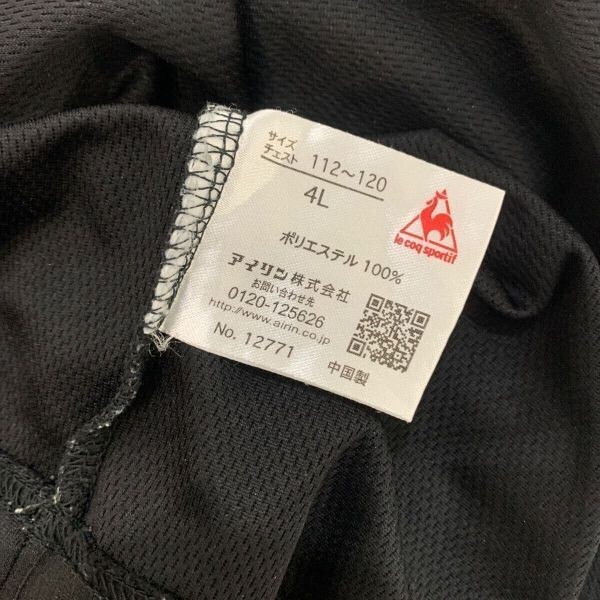 サイズ
チェスト 112～120
4L
le coq sportif
ポリエステル 100%
アイリン株式会社
お問い合わせ先
0120-125626
http://www.airin.co.jp
No. 12771
中国製